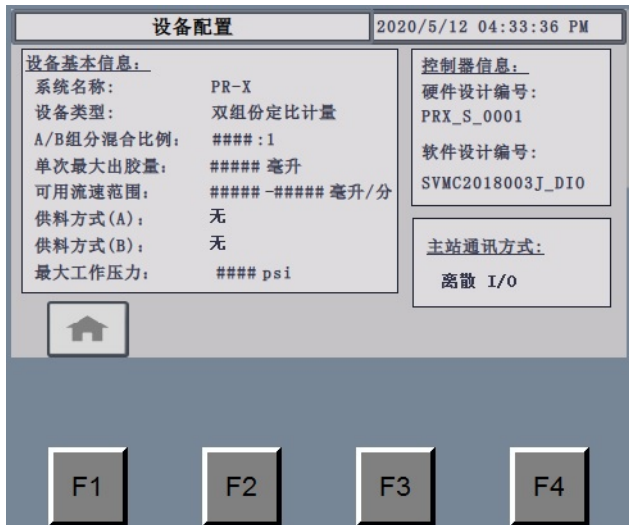 设备配置
2020/5/12 04:33:36 PM
设备基本信息：
系统名称： PR-X
设备类型： 双组份定比计量
A/B组分混合比例： ####:1
单次最大出胶量： ##### 毫升
可用流速范围： #####-##### 毫升/分
供料方式(A)： 无
供料方式(B)： 无
最大工作压力： #### psi
控制器信息：
硬件设计编号：
PRX_S_0001
软件设计编号：
SVMC2018003J_DIO
主站通讯方式：
离散 I/O
F1 F2 F3 F4